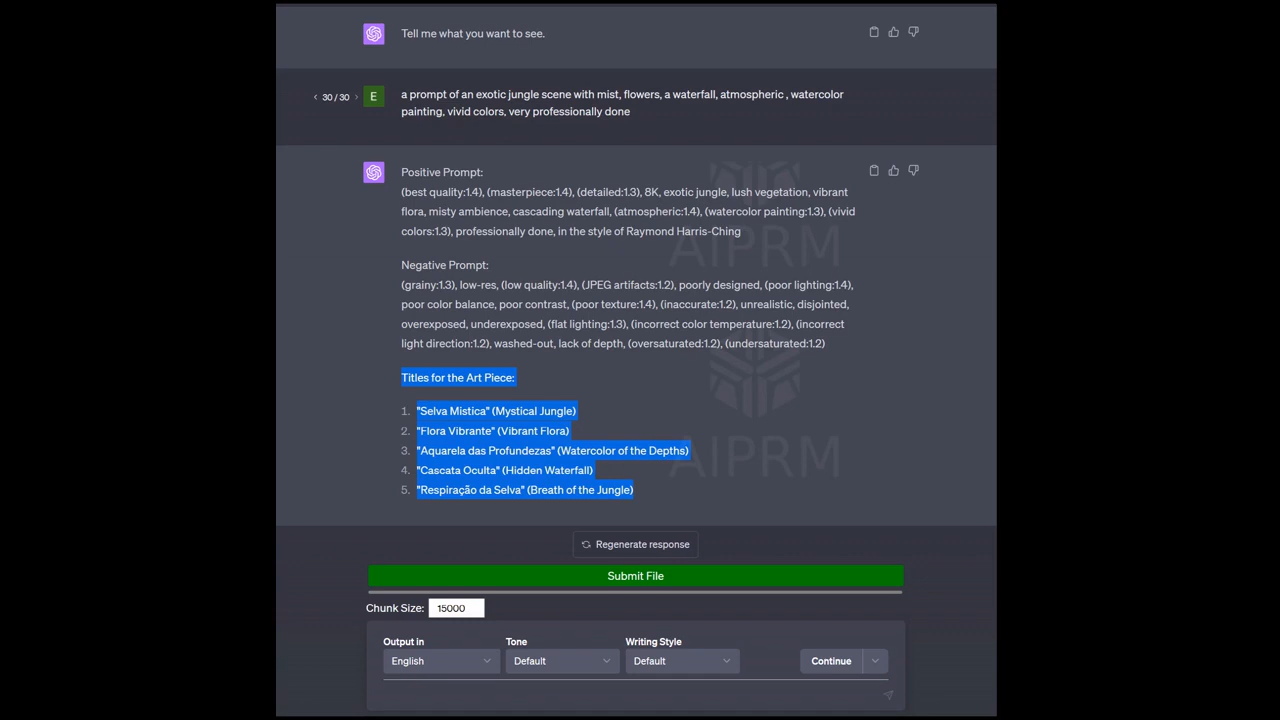 Tell me what you want to see.
30 / 30
E
a prompt of an exotic jungle scene with mist, flowers, a waterfall, atmospheric , watercolor
painting, vivid colors, very professionally done
Positive Prompt:
(best quality:1.4), (masterpiece:1.4), (detailed:1.3), 8K, exotic jungle, lush vegetation, vibrant
flora, misty ambience, cascading waterfall, (atmospheric:1.4), (watercolor painting:1.3), (vivid
colors:1.3), professionally done, in the style of Raymond Harris-Ching
AIPRM
Negative Prompt:
(grainy:1.3), low-res, (low quality:1.4), (JPEG artifacts:1.2), poorly designed, (poor lighting:1.4),
poor color balance, poor contrast, (poor texture:1.4), (inaccurate:1.2), unrealistic, disjointed,
overexposed, underexposed, (flat lighting:1.3), (incorrect color temperature:1.2), (incorrect
light direction:1.2), washed-out, lack of depth, (oversaturated:1.2), (undersaturated:1.2)
Titles for the Art Piece:
1. "Selva Mistica" (Mystical Jungle)
2. "Flora Vibrante" (Vibrant Flora)
3. "Aquarela das Profundezas" (Watercolor of the Depths)
AIPRM
4. "Cascata Oculta" (Hidden Waterfall)
5. "Respiração da Selva" (Breath of the Jungle)
Regenerate response
Submit File
Chunk Size: 15000
Output in Tone Writing Style
English Default Default Continue